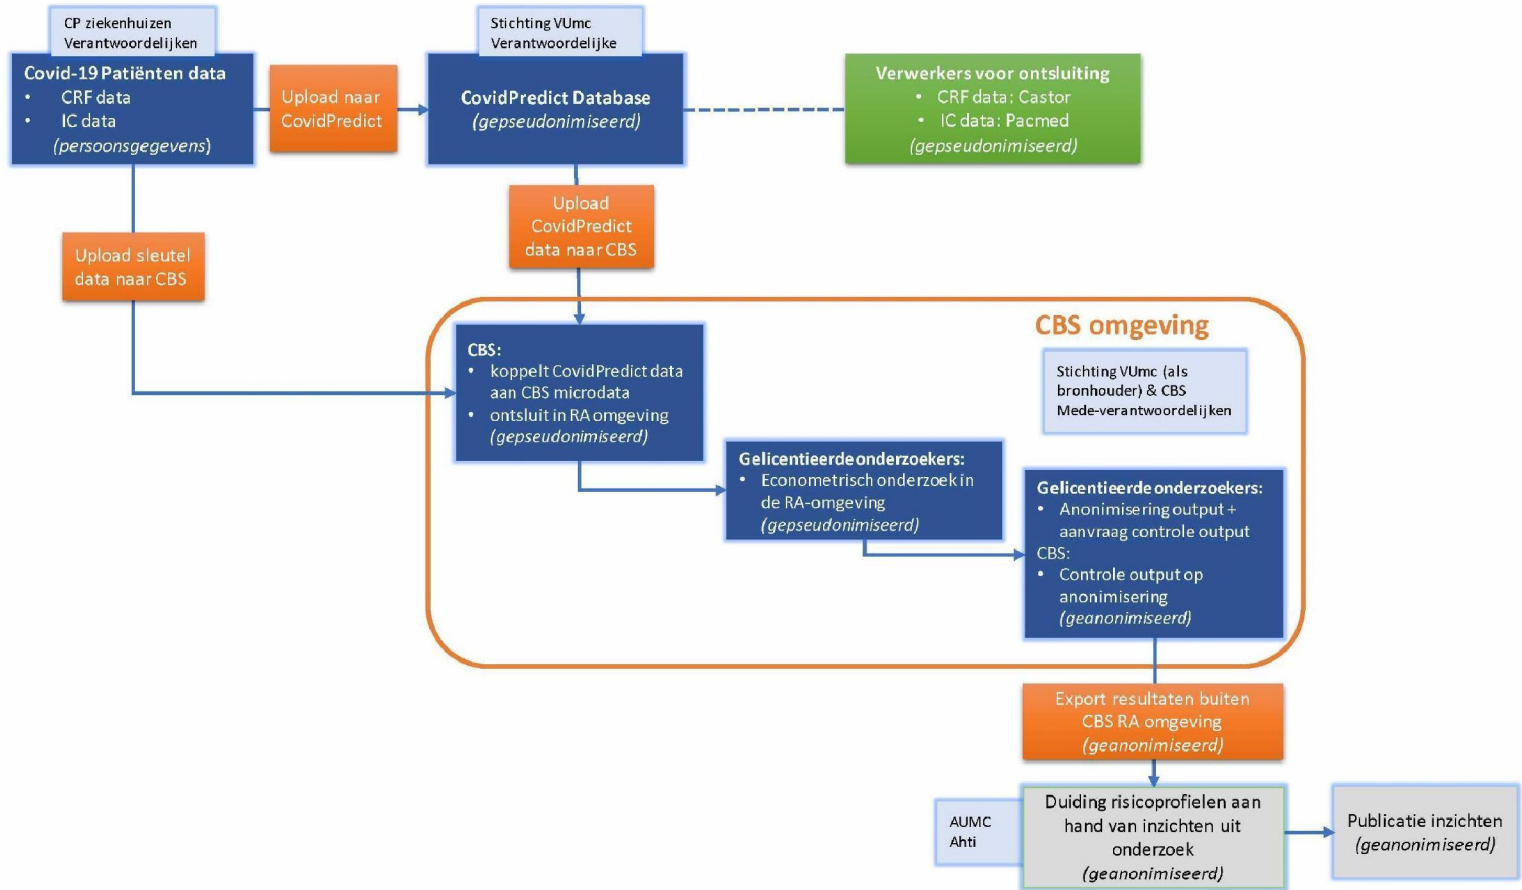 CP ziekenhuizen
Verantwoordelijken
Covid-19 Patiënten data
• CRF data
• IC data
(persoonsgegevens)
Upload naar
CovidPredict
Stichting VUmc
Verantwoordelijke
CovidPredict Database
(gepseudonimiseerd)
Verwerkers voor ontsluiting
• CRF data: Castor
• IC data: Pacmed
(gepseudonimiseerd)
Upload sleutel
data naar CBS
Upload
CovidPredict
data naar CBS
CBS omgeving
Stichting VUmc (als
bronhouder) & CBS
Mede-verantwoordelijken
CBS:
• koppelt CovidPredict data
aan CBS microdata
• ontsluit in RA omgeving
(gepseudonimiseerd)
Gelicentieerde onderzoekers:
• Econometrisch onderzoek in
de RA-omgeving
(gepseudonimiseerd)
Gelicentieerde onderzoekers:
• Anonimisering output +
aanvraag controle output
CBS:
• Controle output op
anonimisering
(geanonimiseerd)
Export resultaten buiten
CBS RA omgeving
(geanonimiseerd)
AUMC
Ahti
Duiding risicoprofielen aan
hand van inzichten uit
onderzoek
(geanonimiseerd)
Publicatie inzichten
(geanonimiseerd)